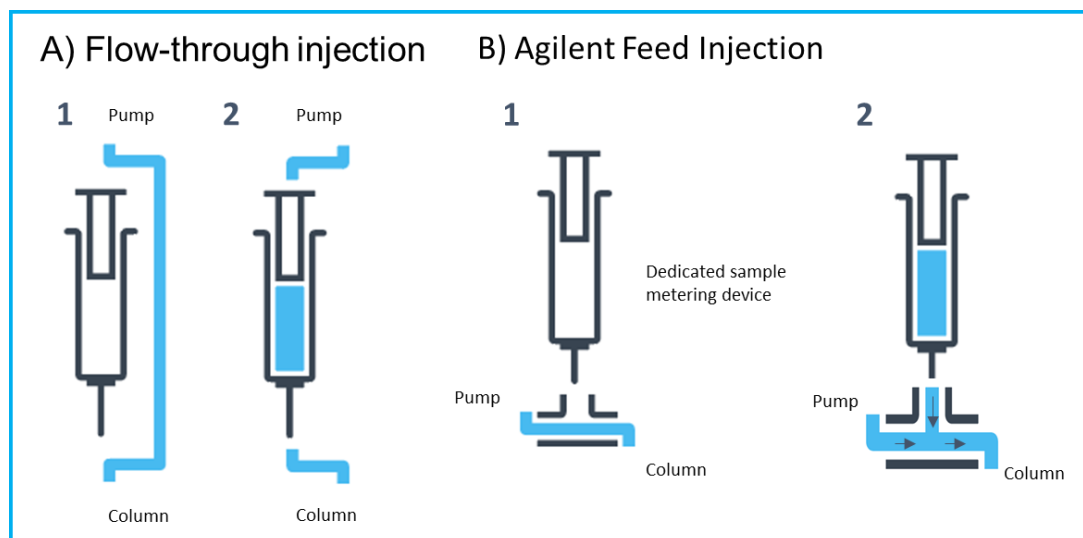 A) Flow-through injection
B) Agilent Feed Injection
1
Pump
2
Pump
Column
Column
1
2
Dedicated sample
metering device
Pump
Column
Pump
Column